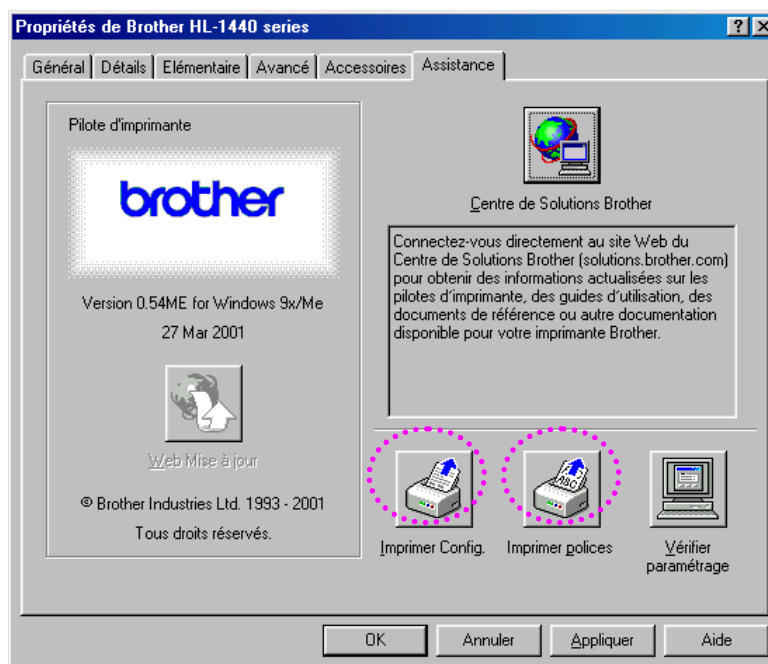 Propriétés de Brother HL-1440 series
Général Détails Elémentaire Avancé Accessoires Assistance
Pilote d'imprimante
brother
Version 0.54ME for Windows 9x/Me
27 Mar 2001
Web Mise à jour
© Brother Industries Ltd. 1993 - 2001
Tous droits réservés.
Centre de Solutions Brother
Connectez-vous directement au site Web du
Centre de Solutions Brother (solutions.brother.com)
pour obtenir des informations actualisées sur les
pilotes d'imprimante, des guides d'utilisation, des
documents de référence ou autre documentation
disponible pour votre imprimante Brother.
ABC
Imprimer Config. Imprimer polices Vérifier
paramétrage
OK Annuler Appliquer Aide